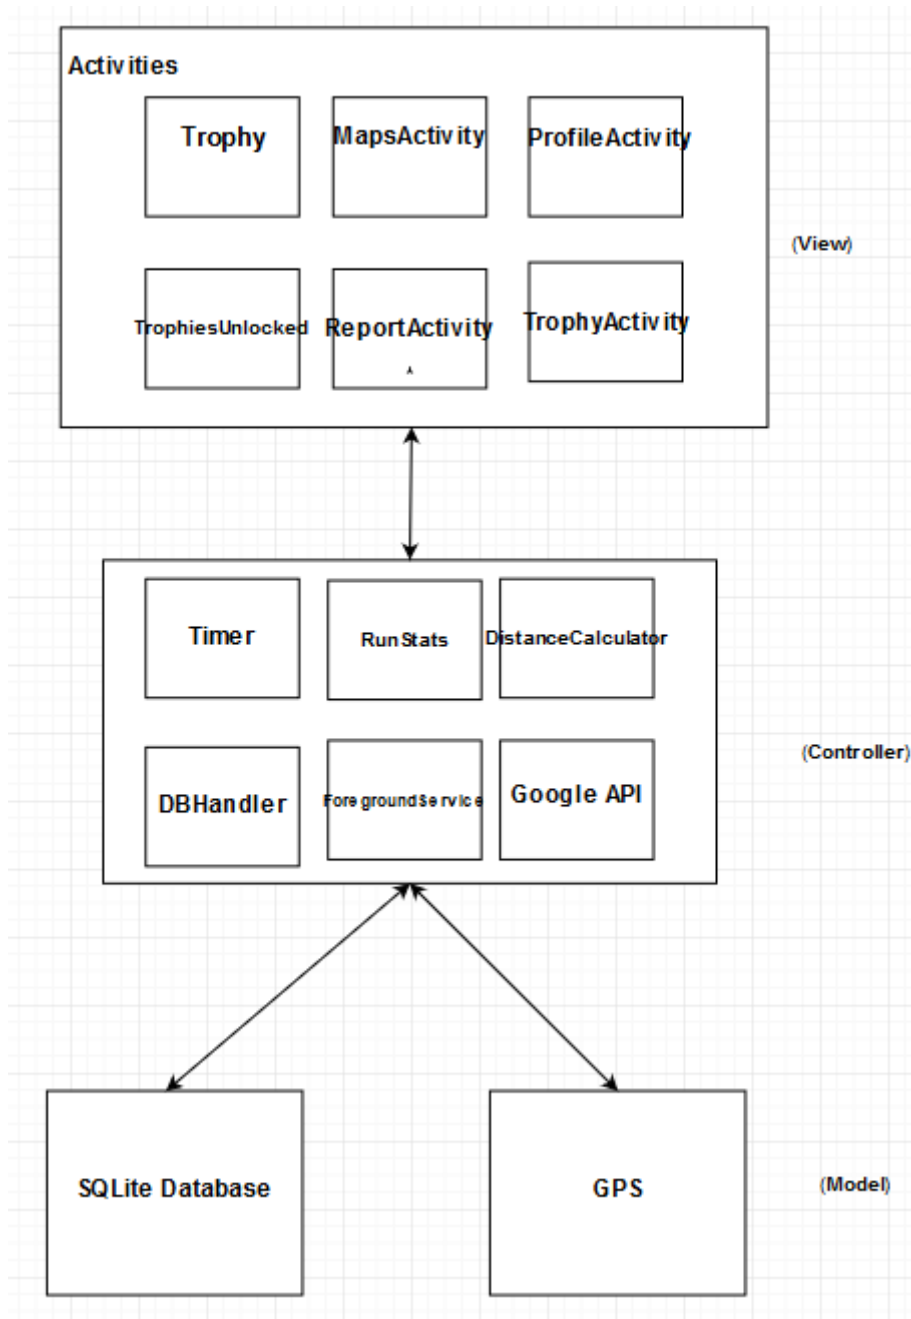 Activities
Trophy
MapsActivity
ProfileActivity
(View)
TrophiesUnlocked
ReportActivity
TrophyActivity
Timer
RunStats
DistanceCalculator
(Controller)
DBHandler
ForegroundService
Google API
SQLite Database
GPS
(Model)